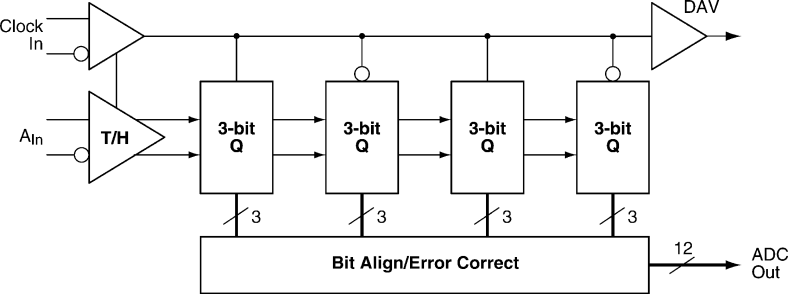 Clock
In
DAV
A_In
T/H
3-bit
Q
3-bit
Q
3-bit
Q
3-bit
Q
3
3
3
3
Bit Align/Error Correct
12
ADC
Out